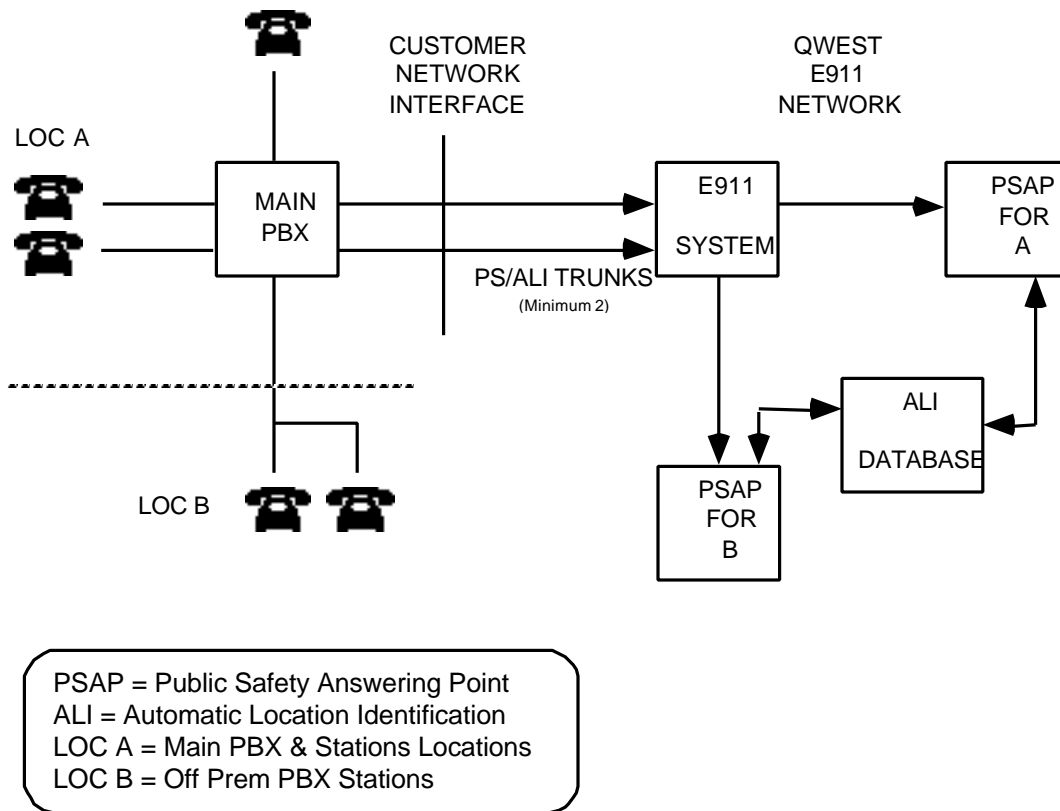 CUSTOMER
NETWORK
INTERFACE
QWEST
E911
NETWORK
LOC A
MAIN
PBX
E911
SYSTEM
PSAP
FOR
A
PS/ALI TRUNKS
(Minimum 2)
ALI
DATABASE
LOC B
PSAP
FOR
B
PSAP = Public Safety Answering Point
ALI = Automatic Location Identification
LOC A = Main PBX & Stations Locations
LOC B = Off Prem PBX Stations